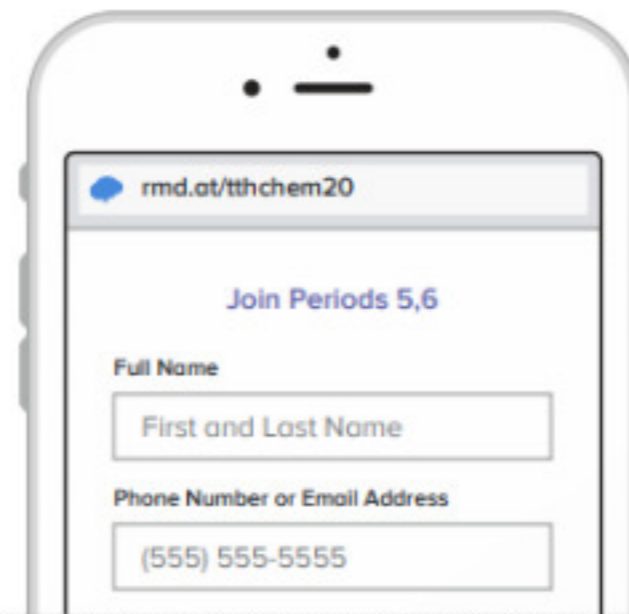 rmd.at/tthchem20
Join Periods 5,6
Full Name
First and Last Name
Phone Number or Email Address
(555) 555-5555